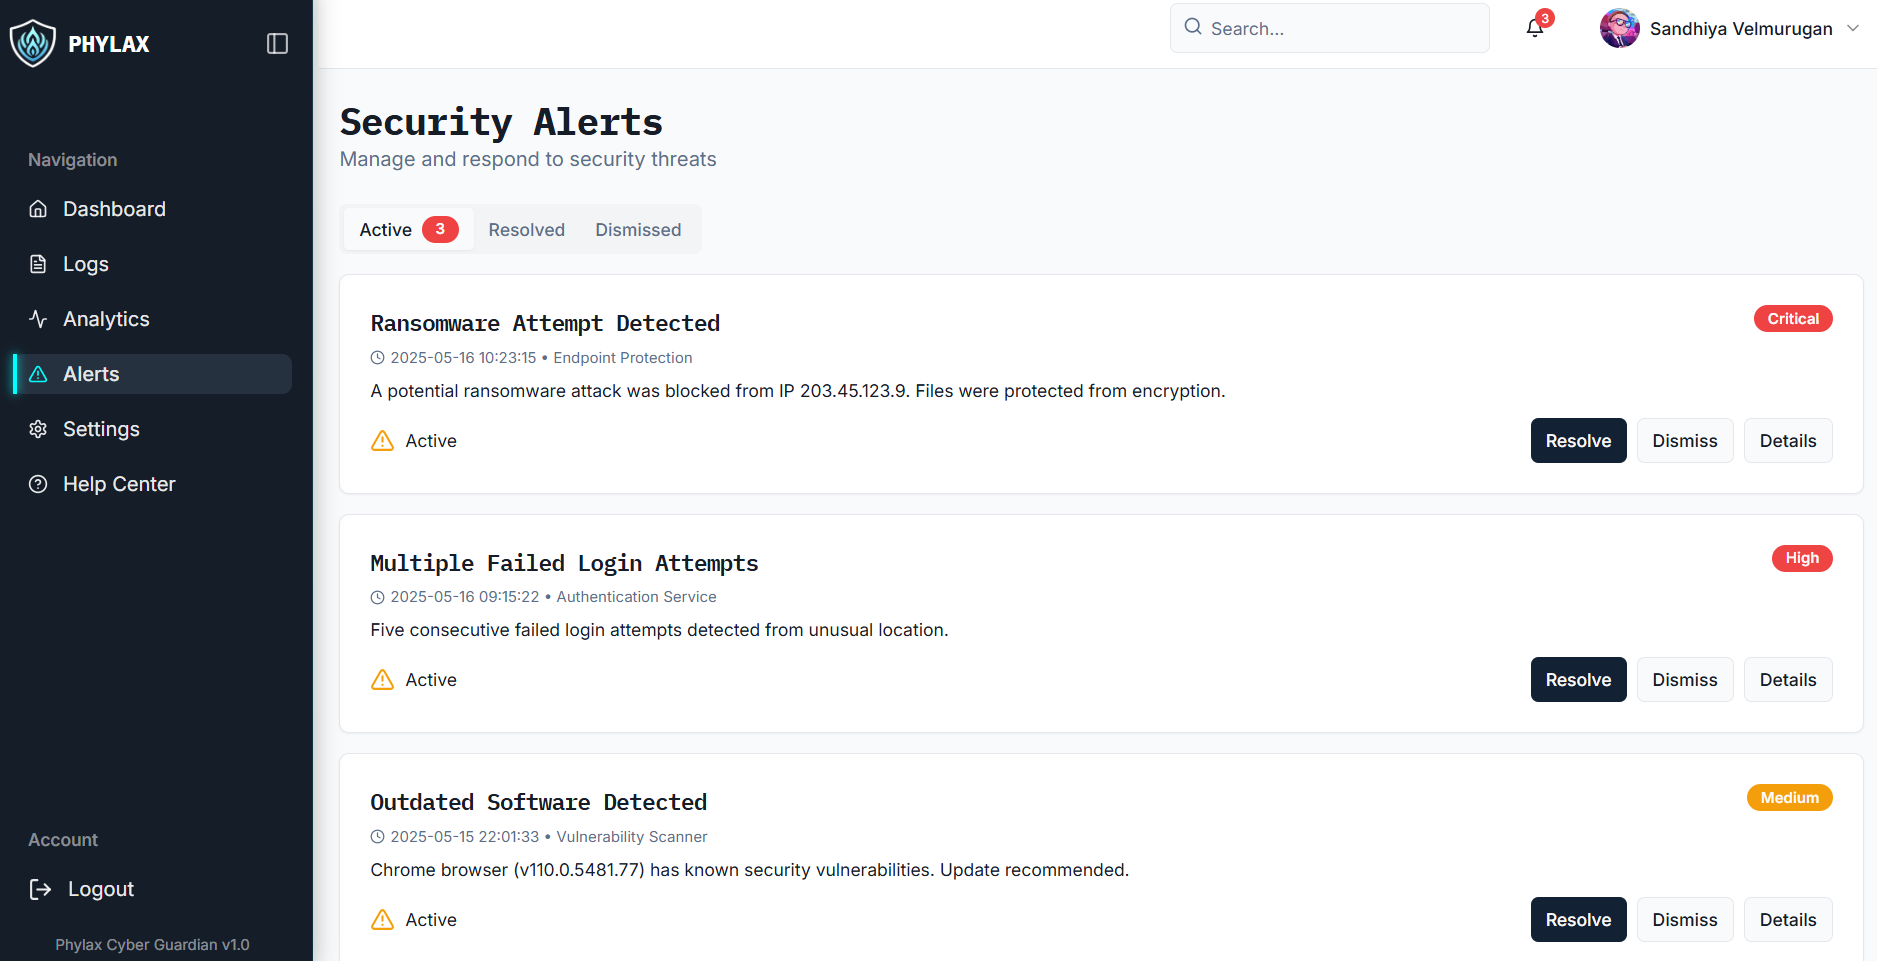 PHYLAX
Search...
3
Sandhiya Velmurugan
Navigation
Dashboard
Logs
Analytics
Alerts
Settings
Help Center
Account
Logout
Phylax Cyber Guardian v1.0
Security Alerts
Manage and respond to security threats
Active 3 Resolved Dismissed
Ransomware Attempt Detected
Critical
2025-05-16 10:23:15 • Endpoint Protection
A potential ransomware attack was blocked from IP 203.45.123.9. Files were protected from encryption.
Active
Resolve Dismiss Details
Multiple Failed Login Attempts
High
2025-05-16 09:15:22 • Authentication Service
Five consecutive failed login attempts detected from unusual location.
Active
Resolve Dismiss Details
Outdated Software Detected
Medium
2025-05-15 22:01:33 • Vulnerability Scanner
Chrome browser (v110.0.5481.77) has known security vulnerabilities. Update recommended.
Active
Resolve Dismiss Details